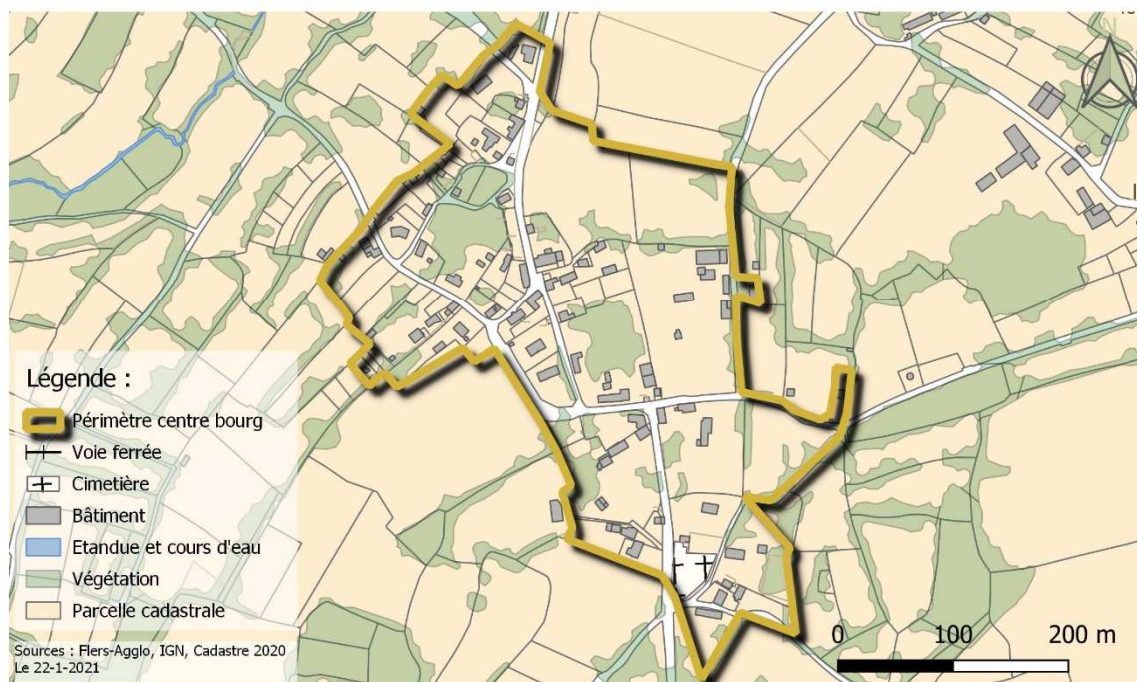 N
Légende :
Périmètre centre bourg
Voie ferrée
Cimetière
Bâtiment
Etandue et cours d'eau
Végétation
Parcelle cadastrale
Sources : Flers-Agglo, IGN, Cadastre 2020
Le 22-1-2021
0 100 200 m